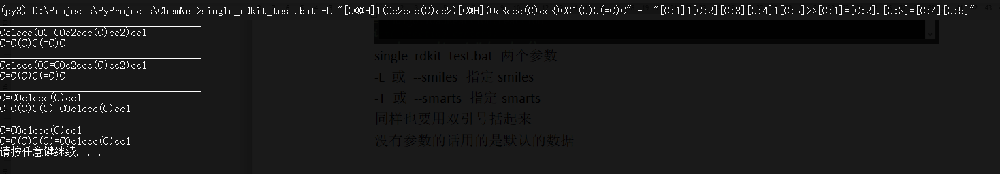 (py3) D:\Projects\PyProjects\ChemNet>single_rdkit_test.bat -L "[C@@H]1(Oc2ccc(C)cc2)[C@H](Oc3ccc(C)cc3)CC1(C)C(=C)C" -T "[C:1]1[C:2][C:3][C:4]1[C:5]>>[C:1]=[C:2].[C:3]=[C:4][C:5]"
Cc1ccc(OC=COc2ccc(C)cc2)cc1
C=C(C)C(=C)C
Cc1ccc(OC=COc2ccc(C)cc2)cc1
C=C(C)C(=C)C
C=COc1ccc(C)cc1
C=C(C)C(C)=COc1ccc(C)cc1
C=COc1ccc(C)cc1
C=C(C)C(C)=COc1ccc(C)cc1
请按任意键继续. . .
single_rdkit_test.bat 两个参数
-L 或 --smiles 指定 smiles
-T 或 --smarts 指定 smarts
同样也要用双引号括起来
没有参数的话用的是默认的数据